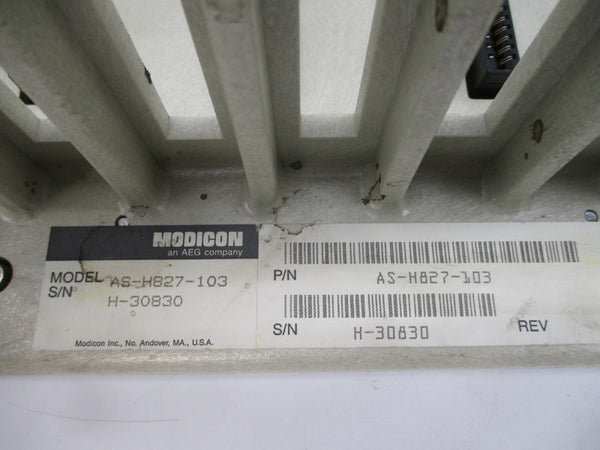 MODICON
an AEG company
MODEL AS-H827-103
S/N H-30830
Modicon Inc., No. Andover, MA., U.S.A.
P/N AS-H827-103
S/N H-30830 REV